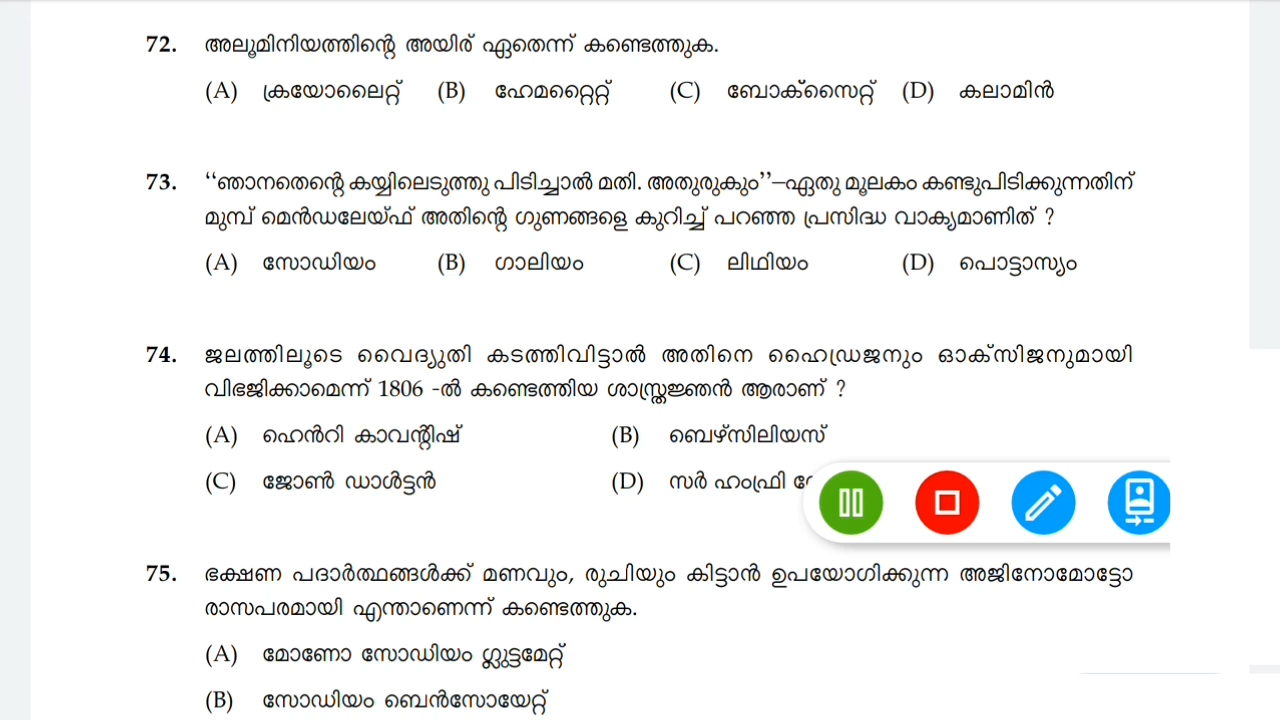 72. അലൂമിനിയത്തിന്റെ അയിര് ഏതെന്ന് കണ്ടെത്തുക.
(A) ക്രയോലൈറ്റ് (B) ഹേമറ്റൈറ്റ് (C) ബോക്സൈറ്റ് (D) കലാമിൻ
73. “ഞാനതെന്റെ കയ്യിലെടുത്തു പിടിച്ചാൽ മതി. അതുരുകും”–ഏതു മൂലകം കണ്ടുപിടിക്കുന്നതിന്
മുമ്പ് മെൻഡലേയ്ഫ് അതിന്റെ ഗുണങ്ങളെ കുറിച്ച് പറഞ്ഞ പ്രസിദ്ധ വാക്യമാണിത് ?
(A) സോഡിയം (B) ഗാലിയം (C) ലിഥിയം (D) പൊട്ടാസ്യം
74. ജലത്തിലൂടെ വൈദ്യുതി കടത്തിവിട്ടാൽ അതിനെ ഹൈഡ്രജനും ഓക്സിജനുമായി
വിഭജിക്കാമെന്ന് 1806 -ൽ കണ്ടെത്തിയ ശാസ്ത്രജ്ഞൻ ആരാണ് ?
(A) ഹെൻറി കാവന്റിഷ് (B) ബെഴ്സിലിയസ്
(C) ജോൺ ഡാൾട്ടൻ (D) സർ ഹംഫ്രി
75. ഭക്ഷണ പദാർത്ഥങ്ങൾക്ക് മണവും, രുചിയും കിട്ടാൻ ഉപയോഗിക്കുന്ന അജിനോമോട്ടോ
രാസപരമായി എന്താണെന്ന് കണ്ടെത്തുക.
(A) മോണോ സോഡിയം ഗ്ലുട്ടമേറ്റ്
(B) സോഡിയം ബെൻസോയേറ്റ്